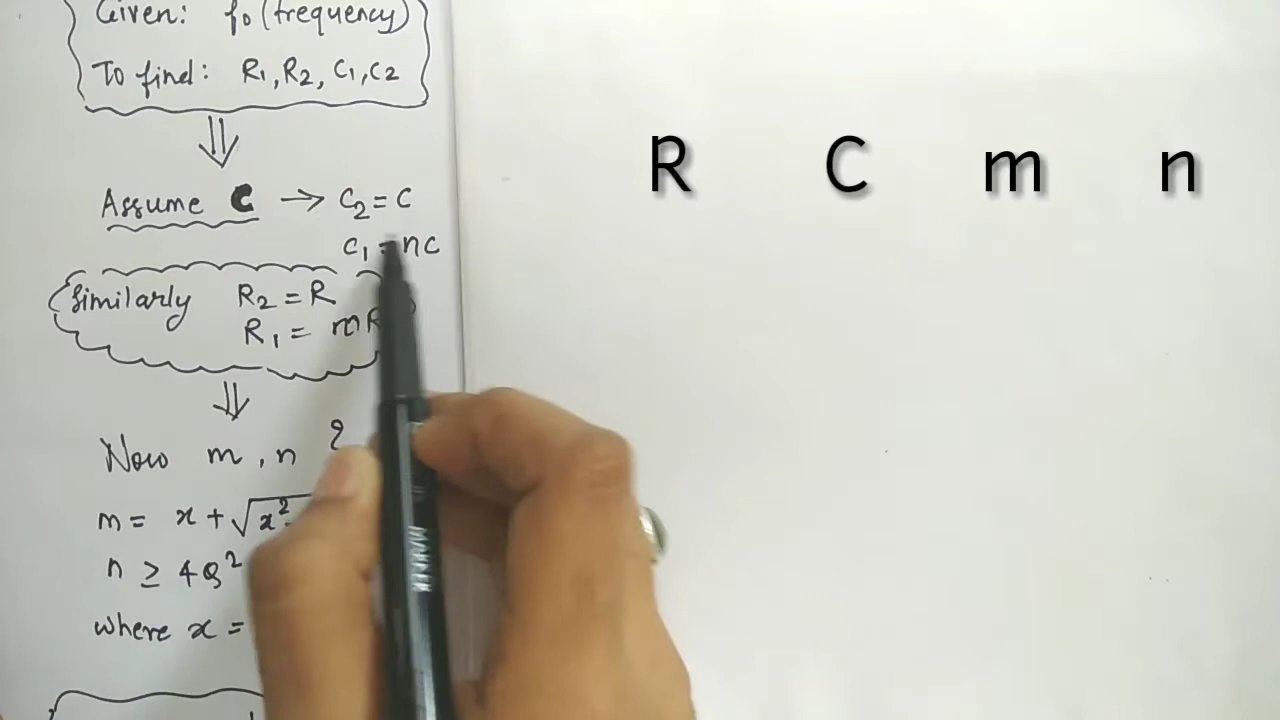 Given: f0 (frequency)
To find: R1, R2, C1, C2
Assume C → C2 = C
C1 = nC
Similarly R2 = R
R1 = mR
Now m, n ?
m = x + √x²
n ≥ 4Q²
where x =
R C m n
MARKER